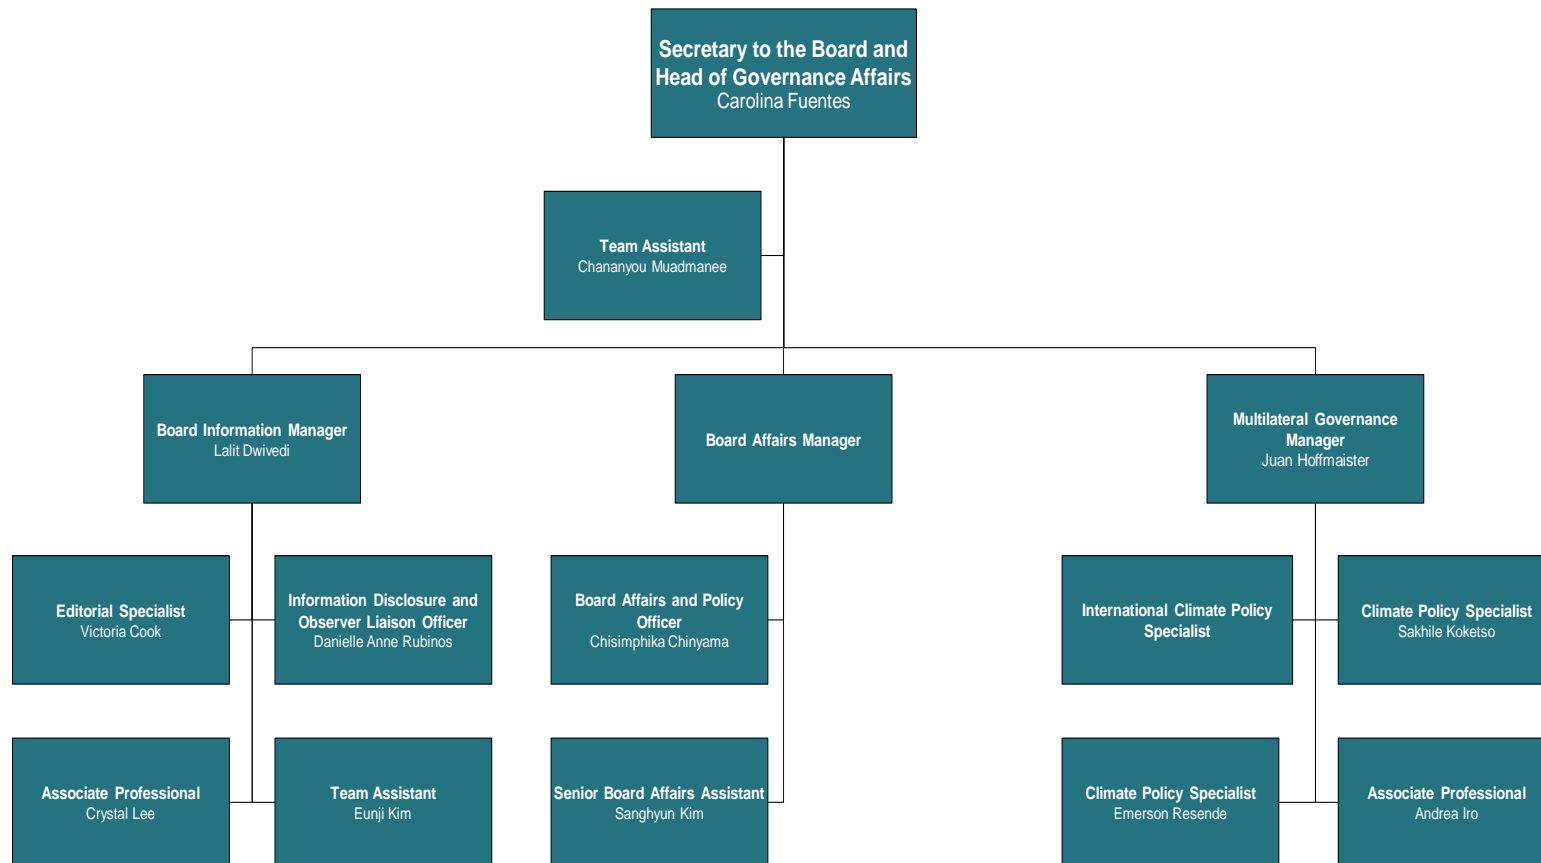 Secretary to the Board and
Head of Governance Affairs
Carolina Fuentes
Team Assistant
Chananyou Muadmanee
Board Information Manager
Lalit Dwivedi
Board Affairs Manager
Multilateral Governance
Manager
Juan Hoffmaister
Editorial Specialist
Victoria Cook
Information Disclosure and
Observer Liaison Officer
Danielle Anne Rubinos
Board Affairs and Policy
Officer
Chisimphika Chinyama
International Climate Policy
Specialist
Climate Policy Specialist
Sakhile Koketso
Associate Professional
Crystal Lee
Team Assistant
Eunji Kim
Senior Board Affairs Assistant
Sanghyun Kim
Climate Policy Specialist
Emerson Resende
Associate Professional
Andrea Iro